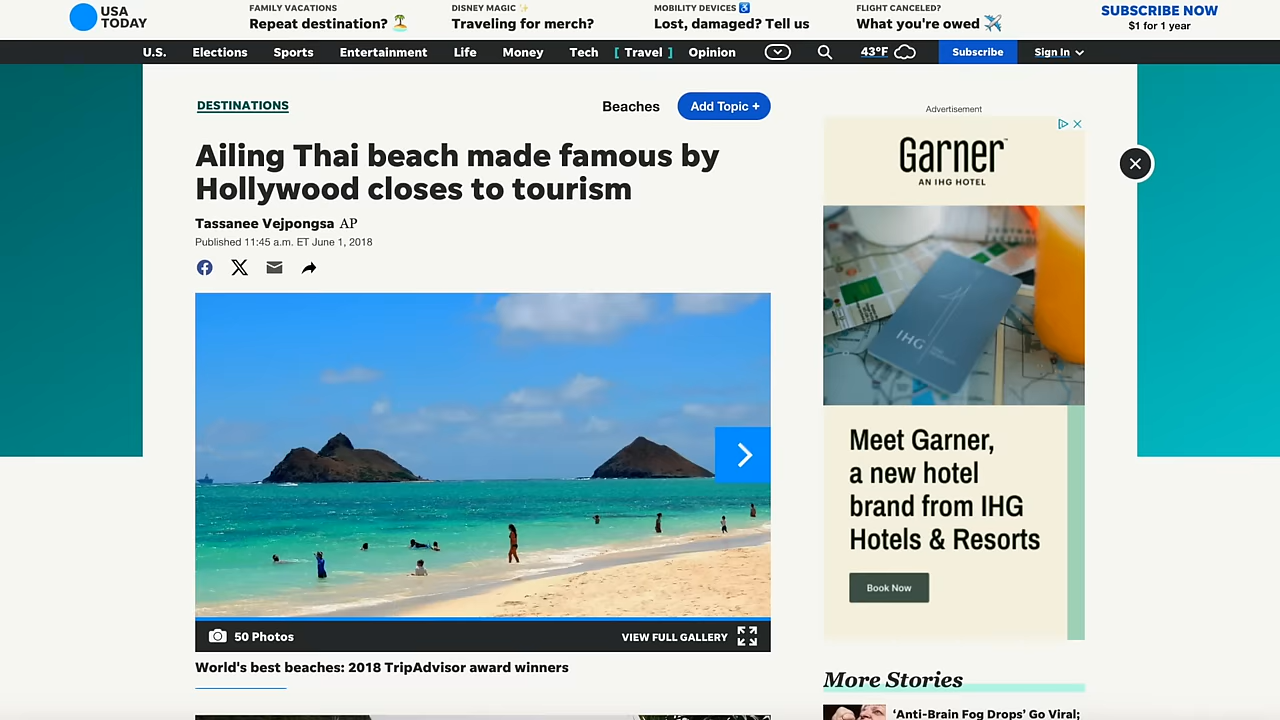 USA
TODAY
FAMILY VACATIONS
Repeat destination? 🏝️
DISNEY MAGIC ✨
Traveling for merch?
MOBILITY DEVICES ♿
Lost, damaged? Tell us
FLIGHT CANCELED?
What you're owed ✈️
SUBSCRIBE NOW
$1 for 1 year
U.S. Elections Sports Entertainment Life Money Tech [ Travel ] Opinion 43°F Subscribe Sign In
DESTINATIONS
Beaches
Add Topic +
Ailing Thai beach made famous by
Hollywood closes to tourism
Tassanee Vejpongsa AP
Published 11:45 a.m. ET June 1, 2018
50 Photos
VIEW FULL GALLERY
World's best beaches: 2018 TripAdvisor award winners
Advertisement
Garner™
AN IHG HOTEL
IHG
Meet Garner,
a new hotel
brand from IHG
Hotels & Resorts
Book Now
More Stories
‘Anti-Brain Fog Drops’ Go Viral;